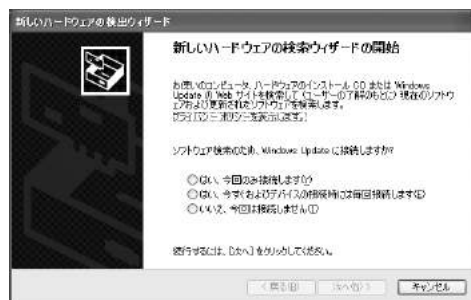 新しいハードウェアの検出ウィザード
新しいハードウェアの検索ウィザードの開始
お使いのコンピュータ、ハードウェアのインストール CD または Windows
Update の Web サイトを検索して (ユーザーの了解のもとに) 現在のソフトウ
ェアおよび更新されたソフトウェアを検索します。
プライバシー ポリシーを表示します。
ソフトウェア検索のため、Windows Update に接続しますか?
はい、今回のみ接続します(Y)
はい、今すぐおよびデバイスの接続時には毎回接続します(E)
いいえ、今回は接続しません(T)
続行するには、[次へ] をクリックしてください。
< 戻る(B)
次へ(N) >
キャンセル